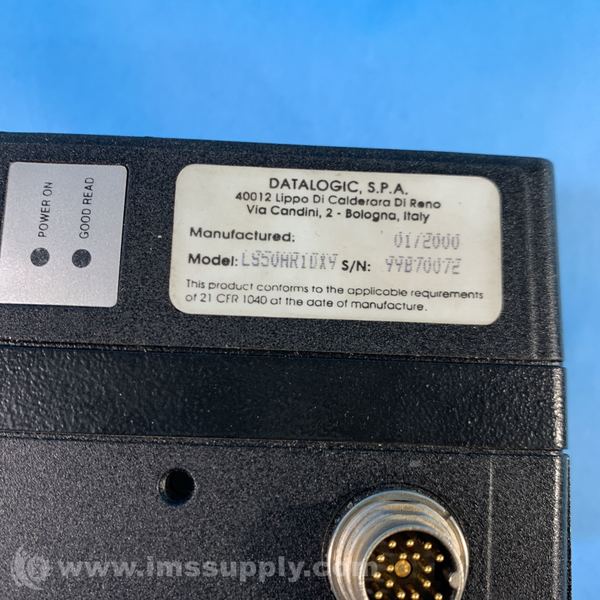 POWER ON
GOOD READ
DATALOGIC, S.P.A.
40012 Lippo Di Calderara Di Reno
Via Candini, 2 - Bologna, Italy
Manufactured: 01/2000
Model: S/N: 99B70072
This product conforms to the applicable requirements
of 21 CFR 1040 at the date of manufacture.
www.imssupply.com